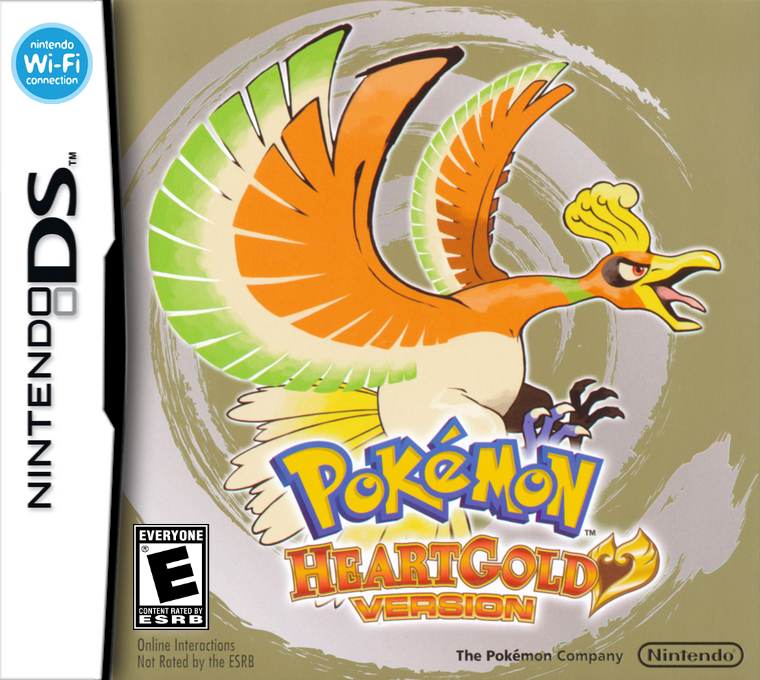 nintendo
Wi-Fi
connection
NINTENDO DS™
POKéMON™
HEARTGOLD
VERSION
EVERYONE
®
E
CONTENT RATED BY
ESRB
Online Interactions
Not Rated by the ESRB
The Pokémon Company
Nintendo®